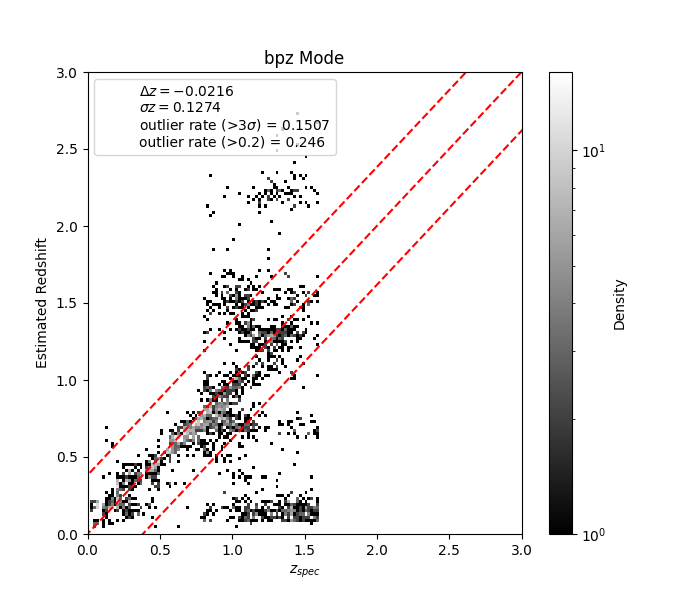 bpz Mode
Δz = −0.0216
σz = 0.1274
outlier rate (>3σ) = 0.1507
outlier rate (>0.2) = 0.246
3.0
2.5
2.0
1.5
1.0
0.5
0.0
Estimated Redshift
0.0 0.5 1.0 1.5 2.0 2.5 3.0
z_spec
10^1
10^0
Density